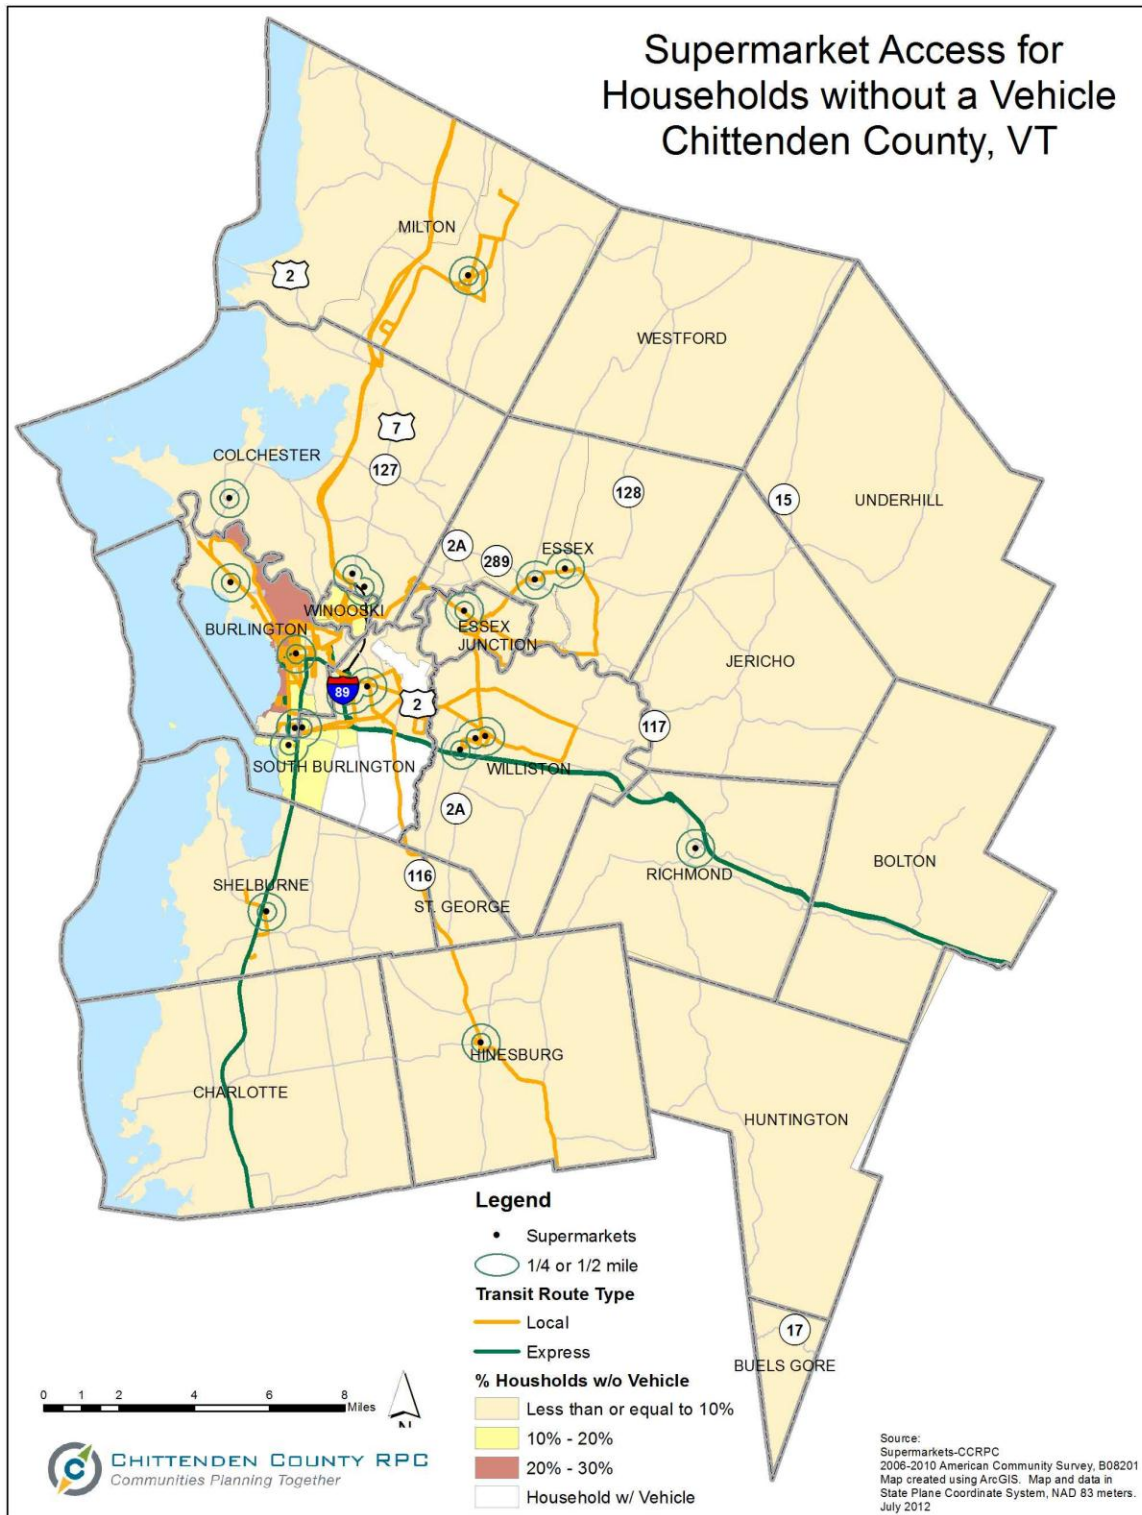 Supermarket Access for
Households without a Vehicle
Chittenden County, VT
MILTON
2
WESTFORD
7
COLCHESTER
127
128
15
UNDERHILL
2A
289
ESSEX
WINOOSKI
BURLINGTON
ESSEX
JUNCTION
JERICHO
89
2
117
SOUTH BURLINGTON
WILLISTON
2A
BOLTON
RICHMOND
116
SHELBURNE
ST. GEORGE
HINESBURG
CHARLOTTE
HUNTINGTON
17
BUELS GORE
Legend
Supermarkets
1/4 or 1/2 mile
Transit Route Type
Local
Express
% Housholds w/o Vehicle
Less than or equal to 10%
10% - 20%
20% - 30%
Household w/ Vehicle
0 1 2 4 6 8
Miles
N
C
CHITTENDEN COUNTY RPC
Communities Planning Together
Source:
Supermarkets-CCRPC
2006-2010 American Community Survey, B08201
Map created using ArcGIS. Map and data in
State Plane Coordinate System, NAD 83 meters.
July 2012